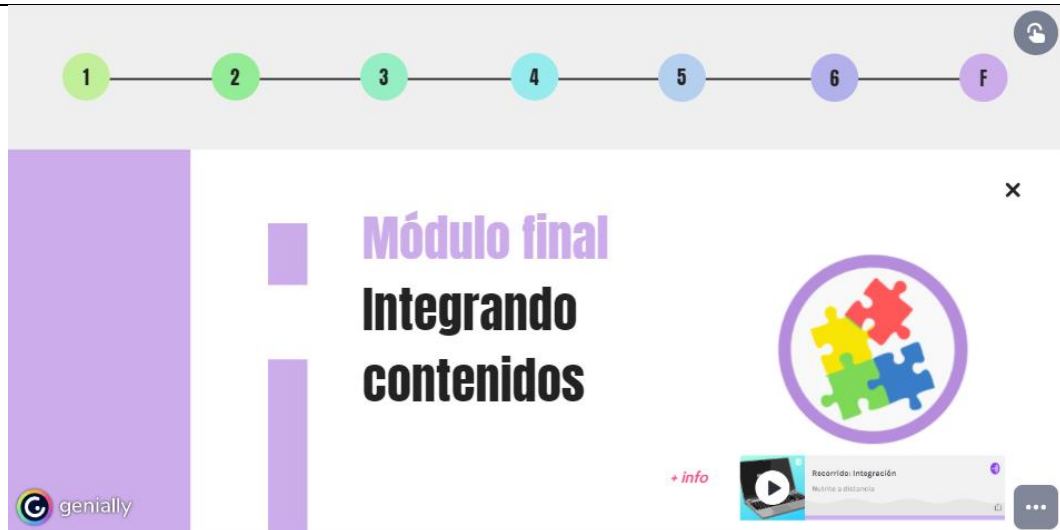 1
2
3
4
5
6
F
Módulo final
Integrando
contenidos
+ info
Recorrido: Integración
Nutrite a distancia
genially